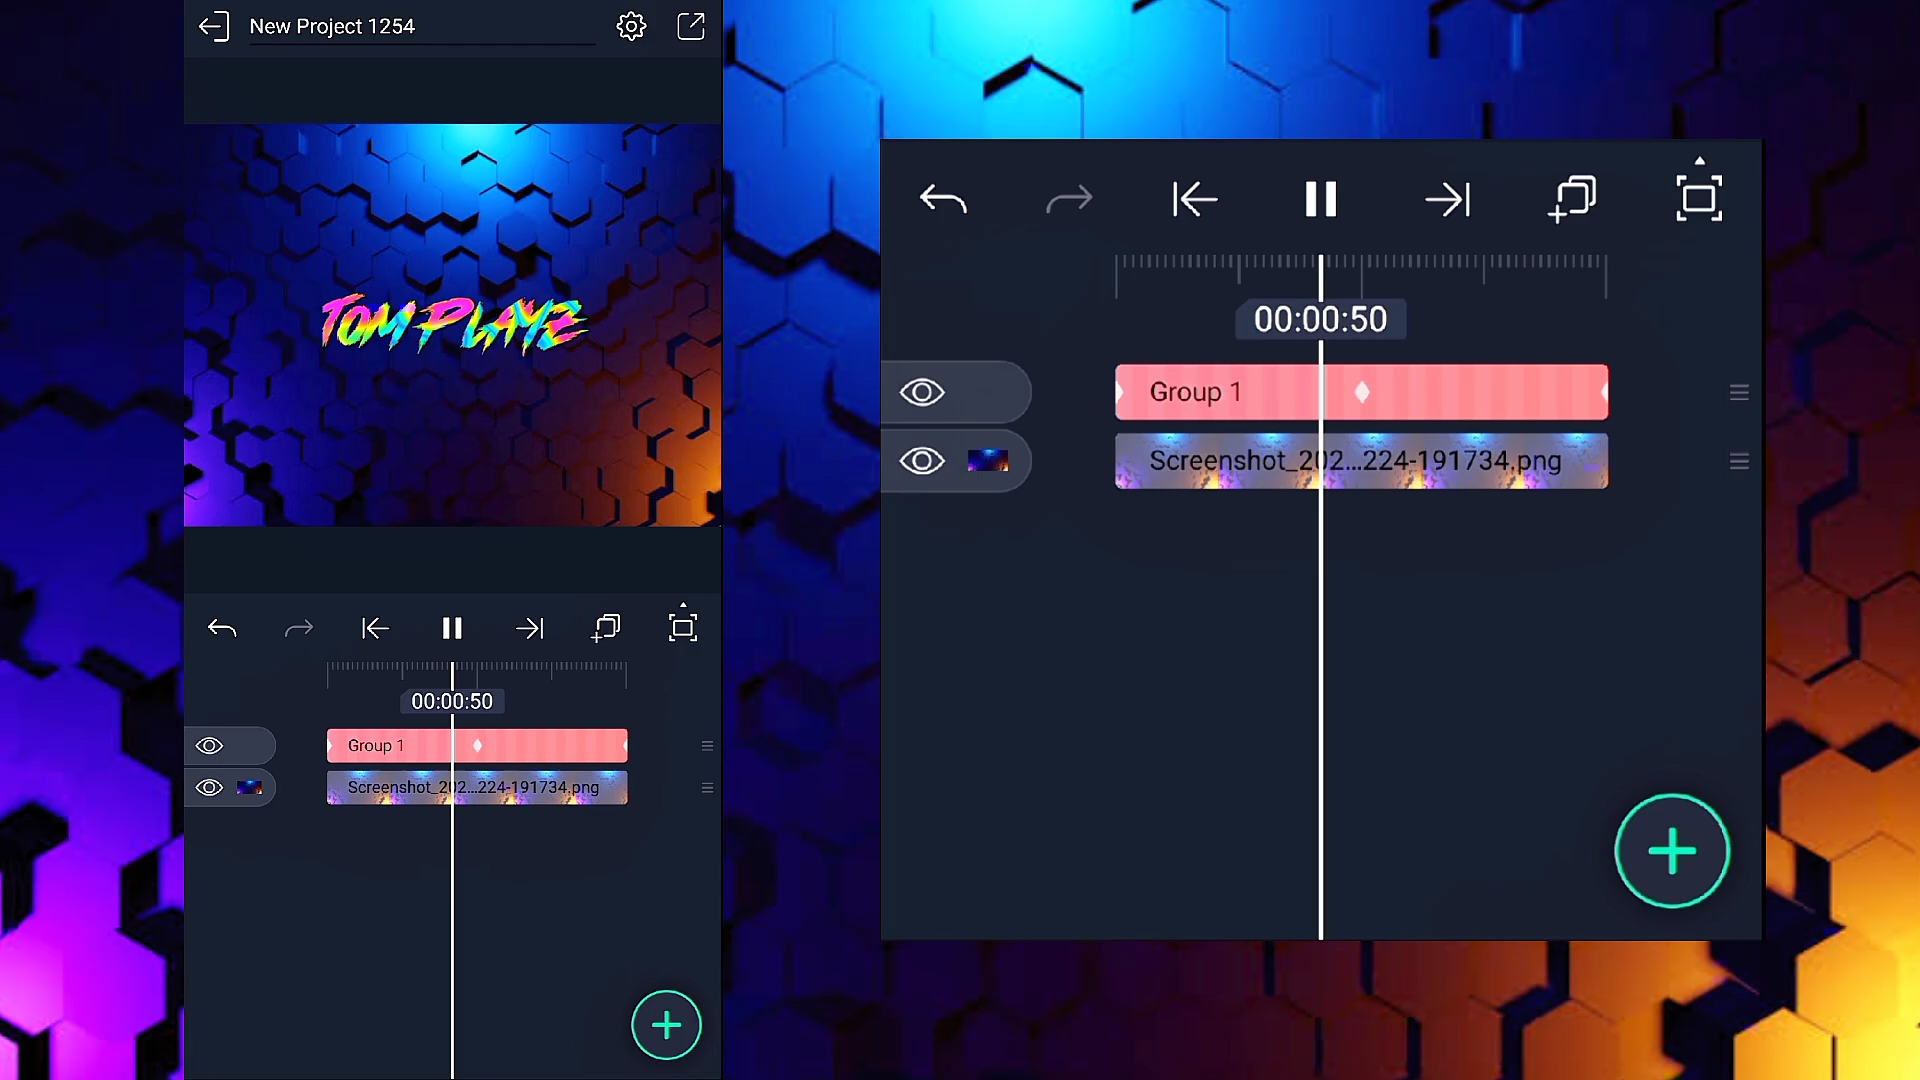 New Project 1254
TOM PLAYZ
00:00:50
Group 1
Screenshot_202...224-191734.png
00:00:50
Group 1
Screenshot_202...224-191734.png